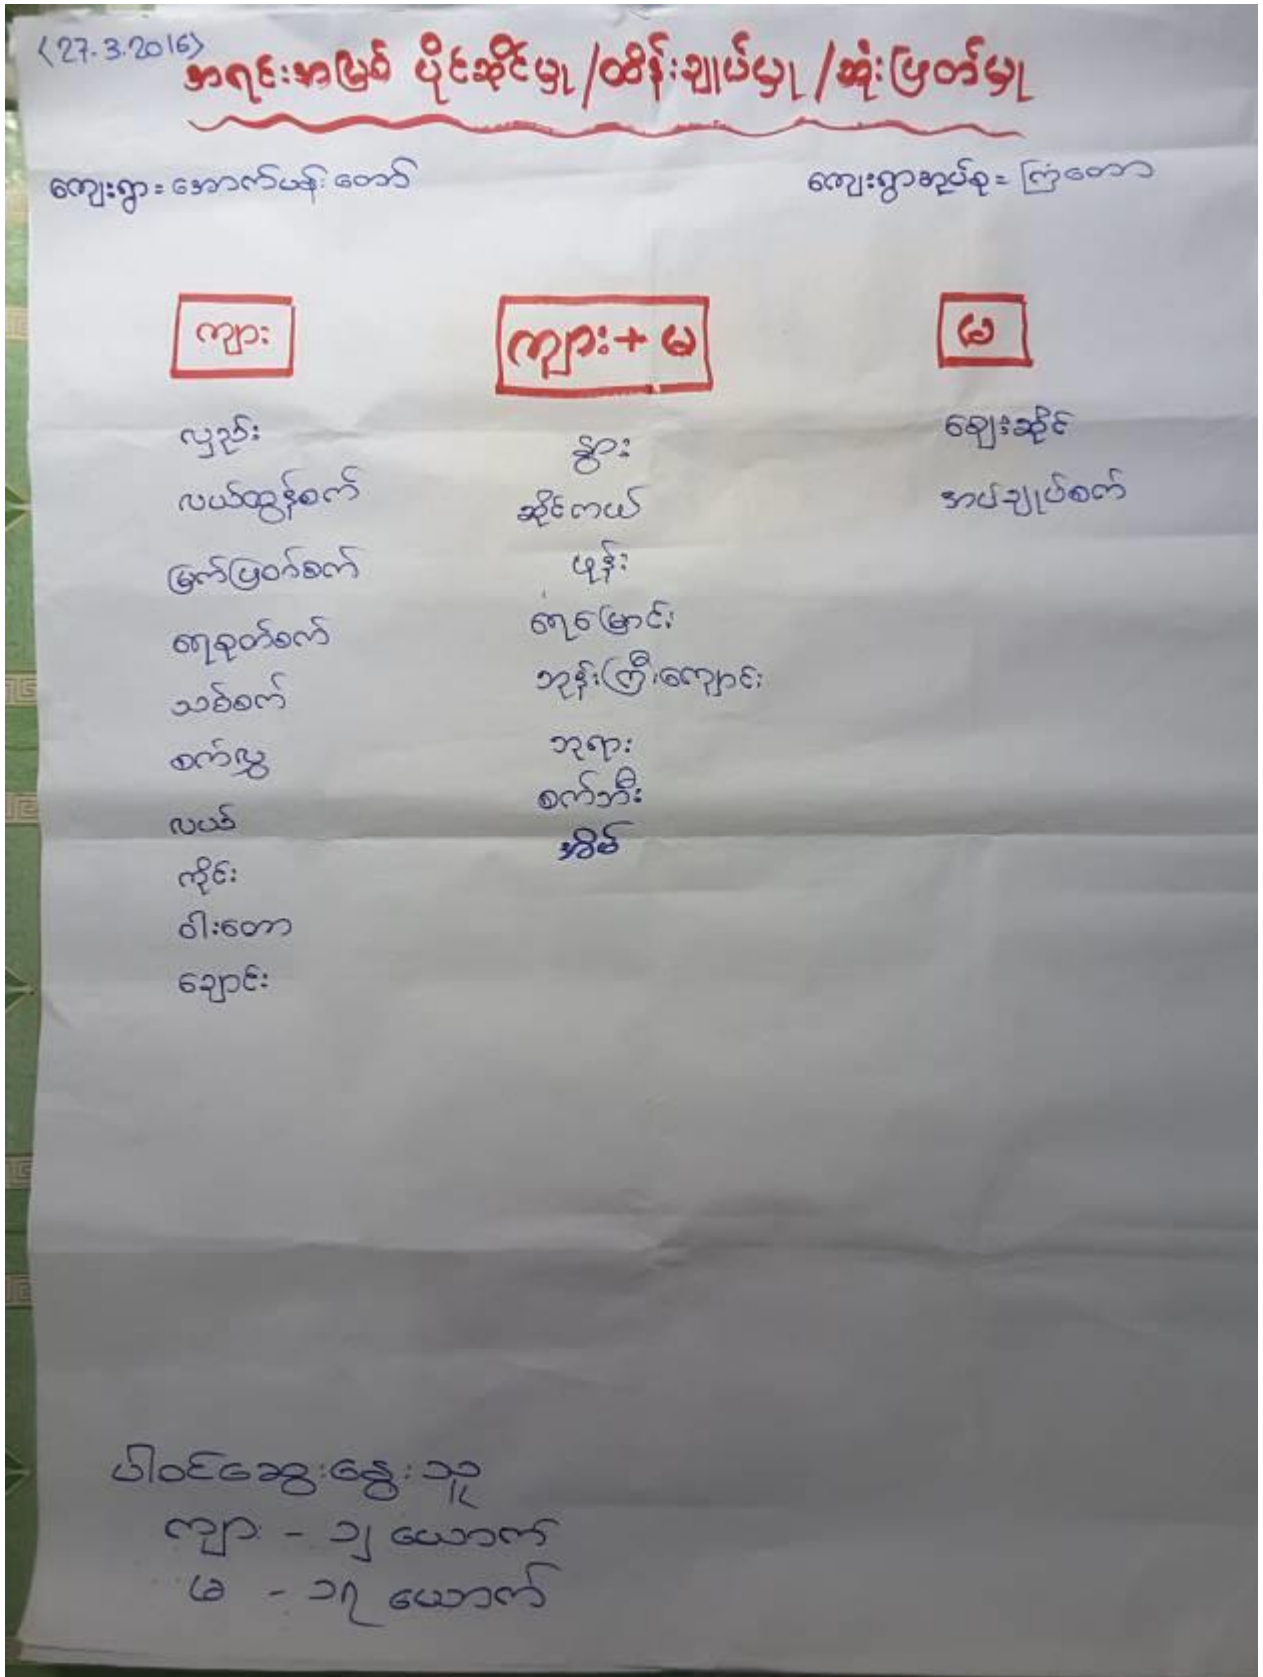 (27.3.2016)
အရင်းအမြစ် ပိုင်ဆိုင်မှု /ထိန်းချုပ်မှု /ဆုံးဖြတ်မှု
ကျေးရွာ = အောက်ပန်းတော်
ကျေးရွာအုပ်စု = ကြံတော
ကျား
လှည်း
လယ်ထွန်စက်
မြက်ဖြတ်စက်
ရေစုတ်စက်
သစ်စက်
စက်လှေ
လယ်
ကိုင်း
ဝါးတော
ချောင်း
ကျား + မ
နွား
ဆိုင်ကယ်
ဖုန်း
ရေမြောင်း
ဘုန်းကြီးကျောင်း
ဘုရား
စက်ဘီး
အိမ်
မ
ဈေးဆိုင်
အပ်ချုပ်စက်
ပါဝင်ဆွေးနွေးသူ
ကျား - ၁၂ ယောက်
မ - ၁၇ ယောက်